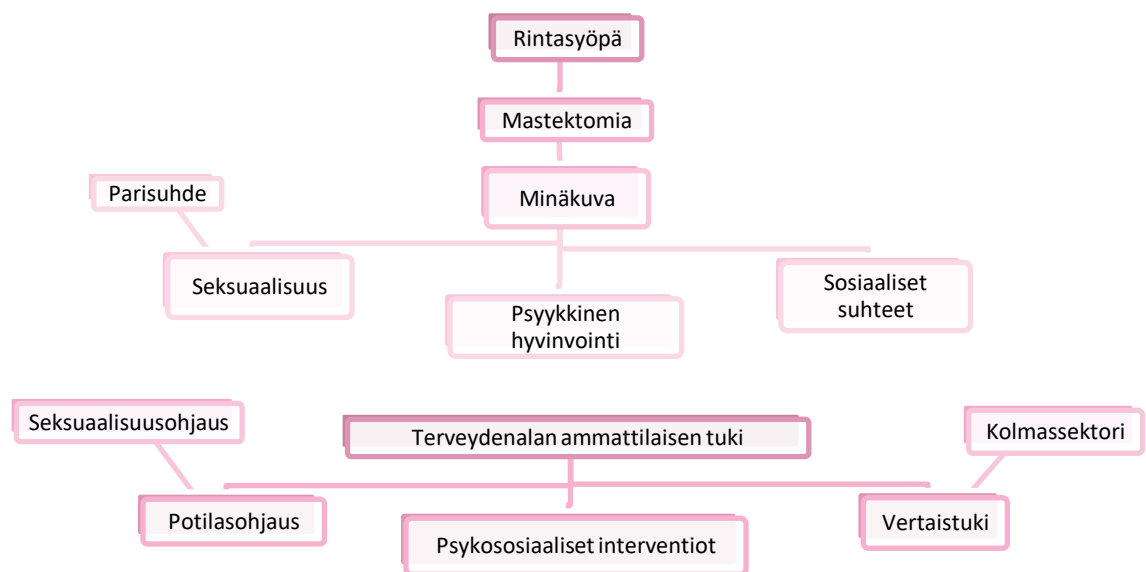 Rintasyöpä
Mastektomia
Parisuhde
Minäkuva
Seksuaalisuus
Psyykkinen
hyvinvointi
Sosiaaliset
suhteet
Seksuaalisuusohjaus
Terveydenalan ammattilaisen tuki
Kolmassektori
Potilasohjaus
Psykososiaaliset interventiot
Vertaistuki